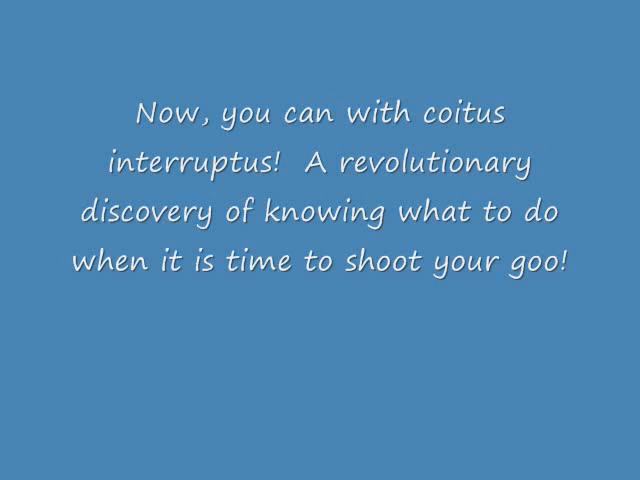 Now, you can with coitus
interruptus!  A revolutionary
discovery of knowing what to do
when it is time to shoot your goo!